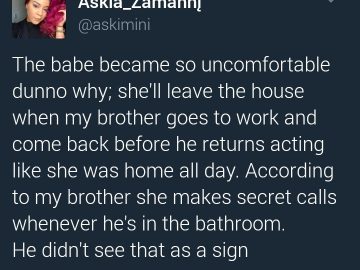 Askia_Zamannị
@askimini
The babe became so uncomfortable
dunno why; she'll leave the house
when my brother goes to work and
come back before he returns acting
like she was home all day. According
to my brother she makes secret calls
whenever he's in the bathroom.
He didn't see that as a sign